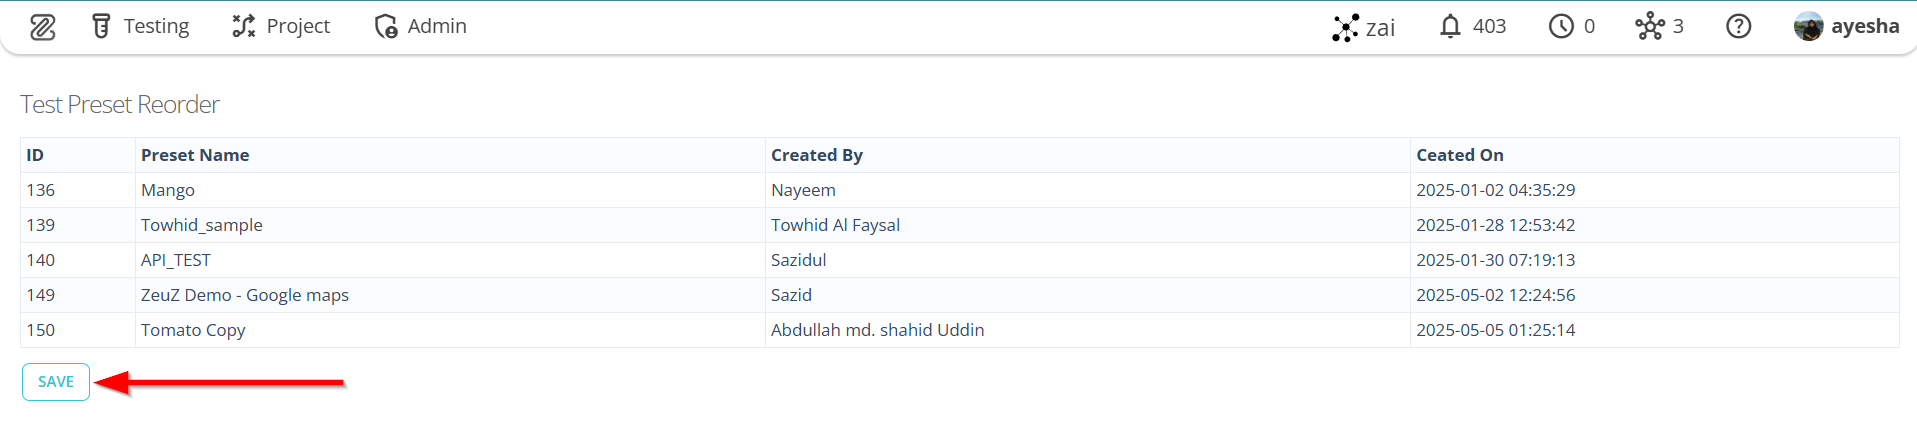 Testing Project Admin zai 403 0 3 ayesha
Test Preset Reorder
ID Preset Name Created By Ceated On
136 Mango Nayeem 2025-01-02 04:35:29
139 Towhid_sample Towhid Al Faysal 2025-01-28 12:53:42
140 API_TEST Sazidul 2025-01-30 07:19:13
149 ZeuZ Demo - Google maps Sazid 2025-05-02 12:24:56
150 Tomato Copy Abdullah md. shahid Uddin 2025-05-05 01:25:14
SAVE